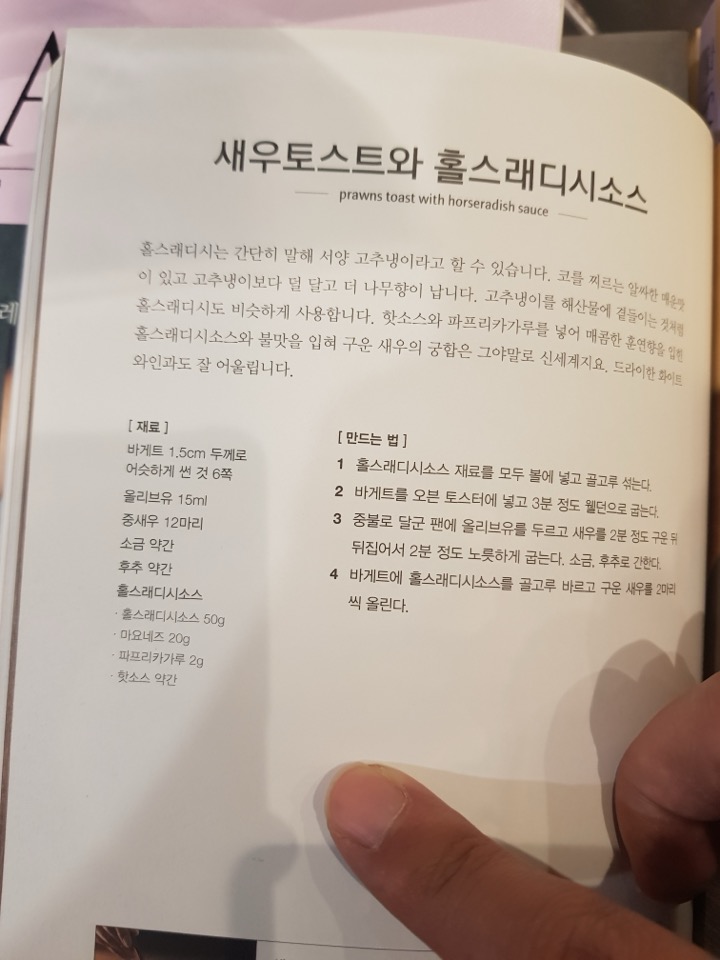 A
레
새우토스트와 홀스래디시소스
prawns toast with horseradish sauce
홀스래디시는 간단히 말해 서양 고추냉이라고 할 수 있습니다. 코를 찌르는 알싸한 매운맛
이 있고 고추냉이보다 덜 달고 더 나무향이 납니다. 고추냉이를 해산물에 곁들이는 것처럼
홀스래디시도 비슷하게 사용합니다. 핫소스와 파프리카가루를 넣어 매콤한 훈연향을 입힌
홀스래디시소스와 불맛을 입혀 구운 새우의 궁합은 그야말로 신세계지요. 드라이한 화이트
와인과도 잘 어울립니다.
[ 재료 ]
바게트 1.5cm 두께로
어슷하게 썬 것 6쪽
올리브유 15ml
중새우 12마리
소금 약간
후추 약간
홀스래디시소스
· 홀스래디시소스 50g
· 마요네즈 20g
· 파프리카가루 2g
· 핫소스 약간
[ 만드는 법 ]
1 홀스래디시소스 재료를 모두 볼에 넣고 골고루 섞는다.
2 바게트를 오븐 토스터에 넣고 3분 정도 웰던으로 굽는다.
3 중불로 달군 팬에 올리브유를 두르고 새우를 2분 정도 구운 뒤
뒤집어서 2분 정도 노릇하게 굽는다. 소금, 후추로 간한다.
4 바게트에 홀스래디시소스를 골고루 바르고 구운 새우를 2마리
씩 올린다.